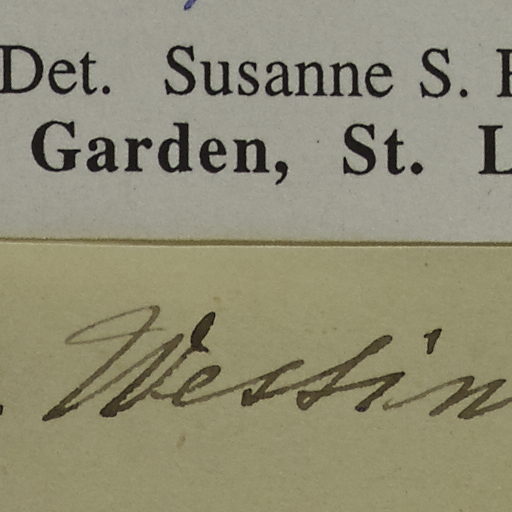 Det. Susanne S.
Garden, St. L
Wessin